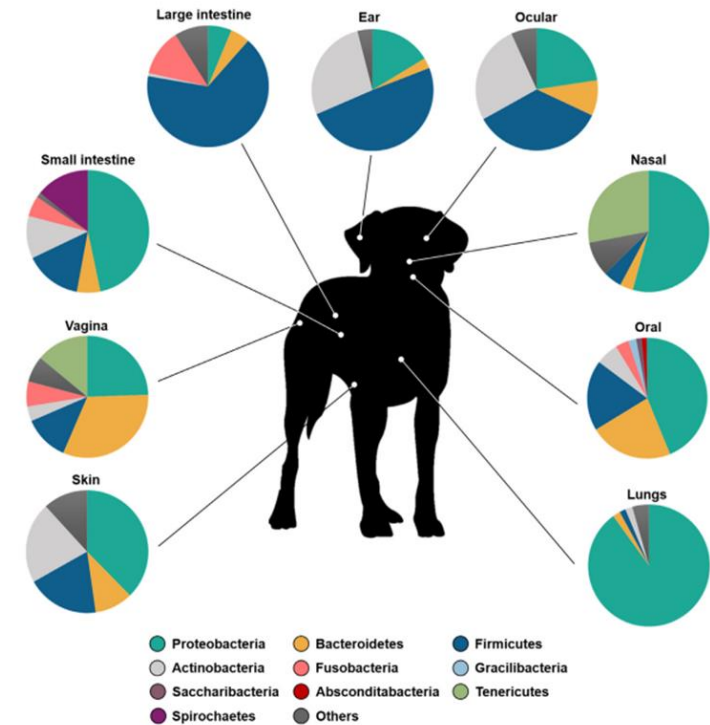 Large intestine
Ear
Ocular
Small intestine
Nasal
Vagina
Oral
Skin
Lungs
Proteobacteria
Bacteroidetes
Firmicutes
Actinobacteria
Fusobacteria
Gracilibacteria
Saccharibacteria
Absconditabacteria
Tenericutes
Spirochaetes
Others